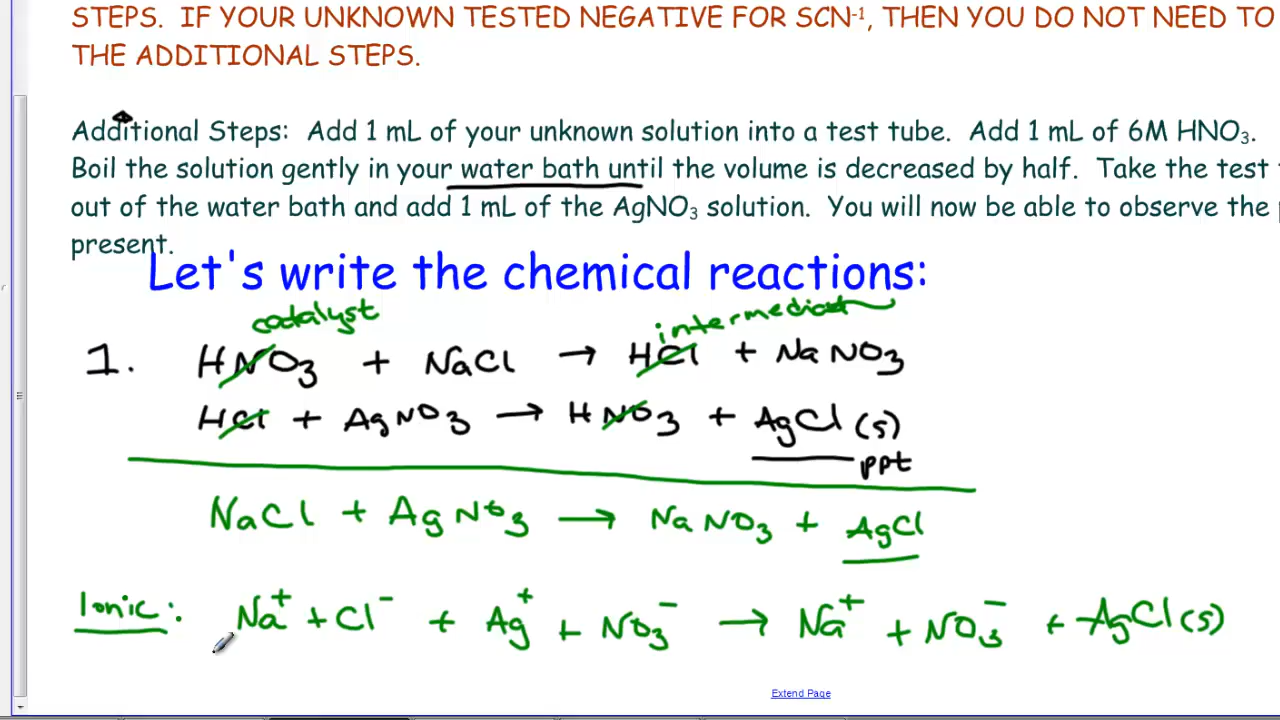 STEPS. IF YOUR UNKNOWN TESTED NEGATIVE FOR SCN⁻¹, THEN YOU DO NOT NEED TO
THE ADDITIONAL STEPS.
Additional Steps: Add 1 mL of your unknown solution into a test tube. Add 1 mL of 6M HNO₃.
Boil the solution gently in your water bath until the volume is decreased by half. Take the test
out of the water bath and add 1 mL of the AgNO₃ solution. You will now be able to observe the
present.
Let's write the chemical reactions:
catalyst intermediate
1. HNO₃ + NaCl → HCl + NaNO₃
HCl + AgNO₃ → HNO₃ + AgCl (s)
ppt
NaCl + AgNO₃ → NaNO₃ + AgCl
Ionic: Na⁺ + Cl⁻ + Ag⁺ + NO₃⁻ → Na⁺ + NO₃⁻ + AgCl(s)
Extend Page